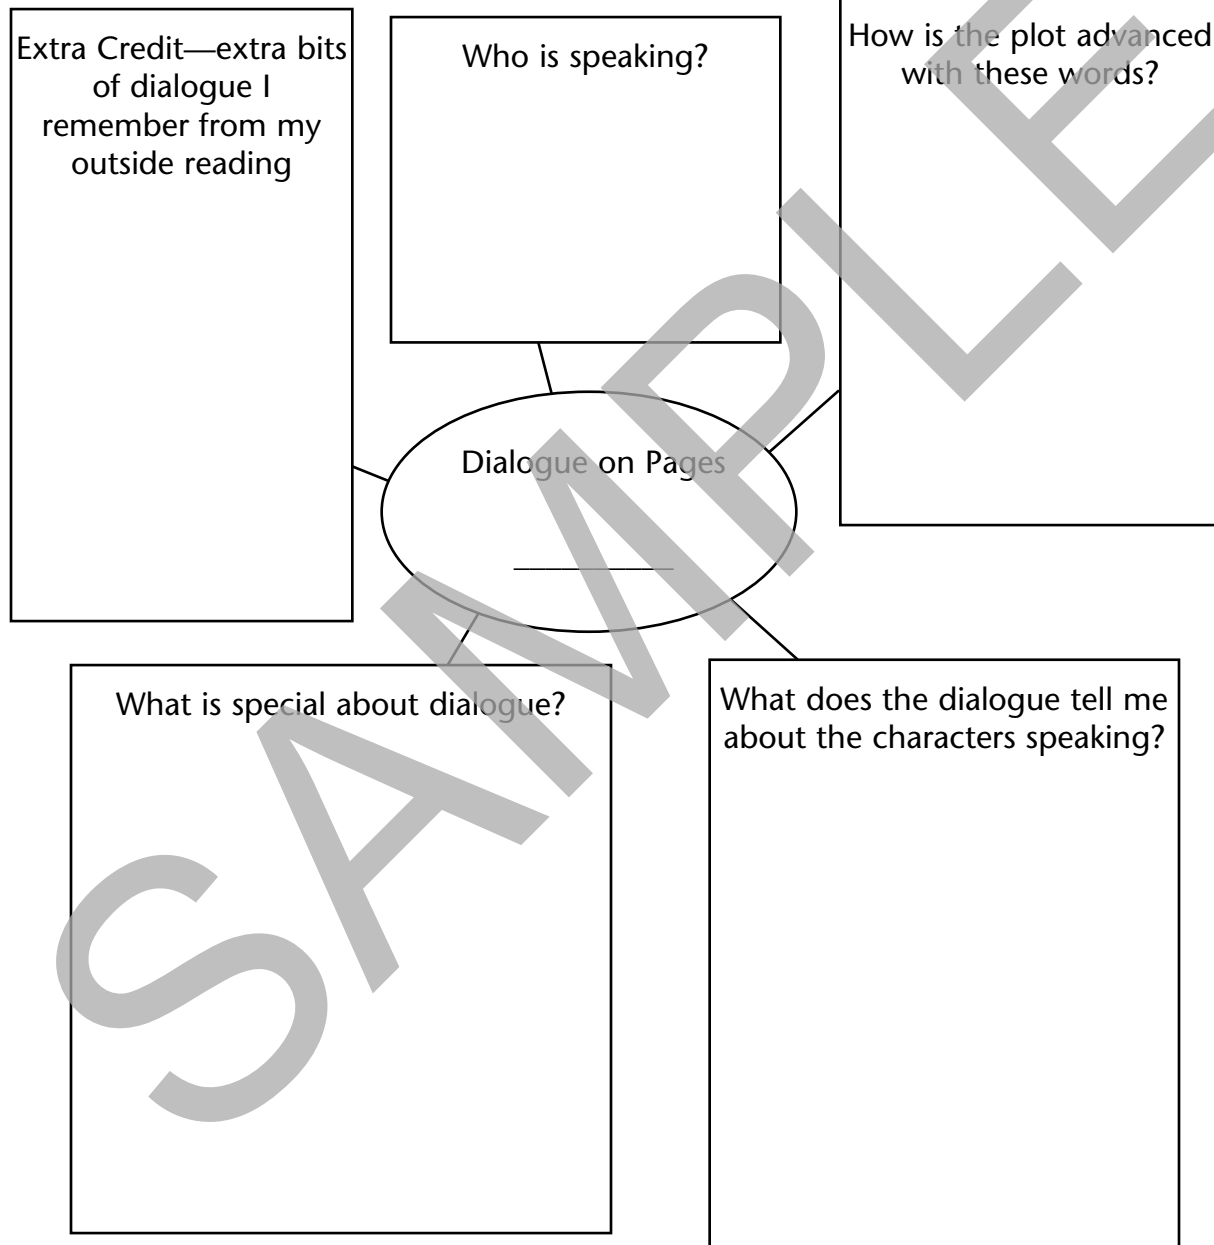 Extra Credit—extra bits
of dialogue I
remember from my
outside reading
Who is speaking?
How is the plot advanced
with these words?
Dialogue on Pages
__________
What is special about dialogue?
What does the dialogue tell me
about the characters speaking?
SAMPLE